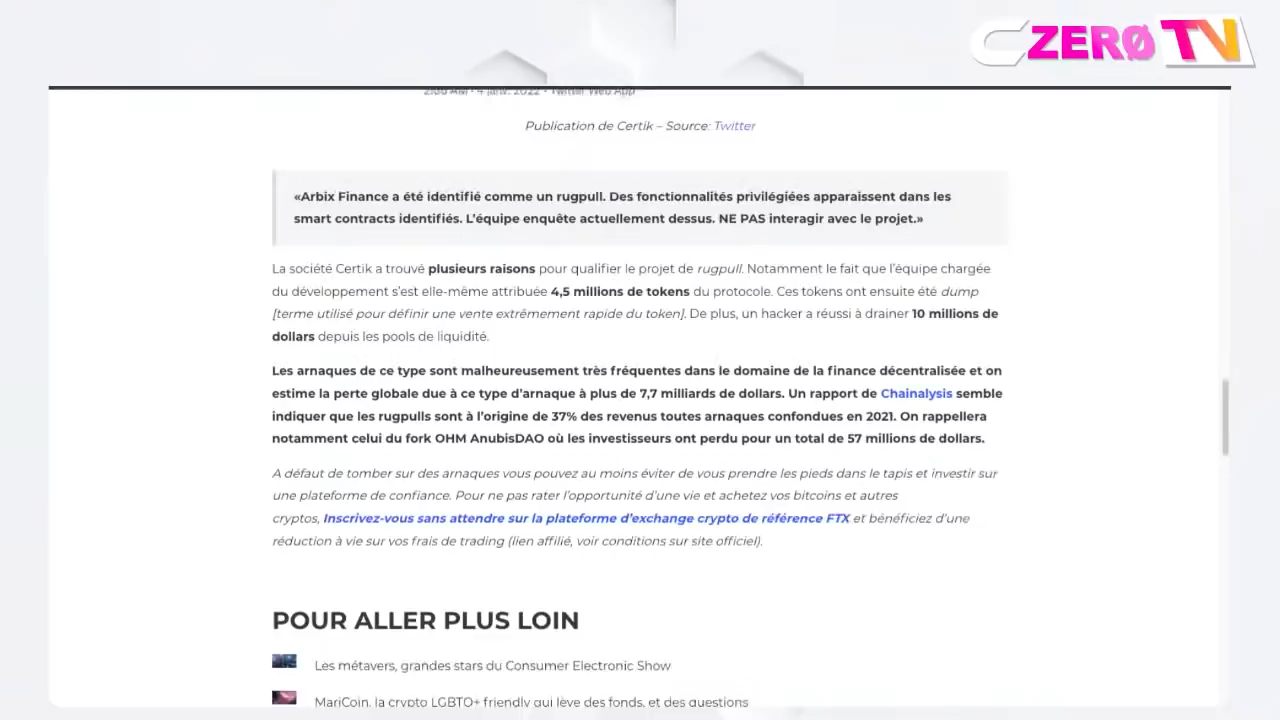 CZERØ TV
2:00 AM · 4 janv. 2022 · Twitter Web App
Publication de Certik – Source: Twitter
«Arbix Finance a été identifié comme un rugpull. Des fonctionnalités privilégiées apparaissent dans les
smart contracts identifiés. L’équipe enquête actuellement dessus. NE PAS interagir avec le projet.»
La société Certik a trouvé plusieurs raisons pour qualifier le projet de rugpull. Notamment le fait que l’équipe chargée
du développement s’est elle-même attribuée 4,5 millions de tokens du protocole. Ces tokens ont ensuite été dump
[terme utilisé pour définir une vente extrêmement rapide du token]. De plus, un hacker a réussi à drainer 10 millions de
dollars depuis les pools de liquidité.
Les arnaques de ce type sont malheureusement très fréquentes dans le domaine de la finance décentralisée et on
estime la perte globale due à ce type d’arnaque à plus de 7,7 milliards de dollars. Un rapport de Chainalysis semble
indiquer que les rugpulls sont à l’origine de 37% des revenus toutes arnaques confondues en 2021. On rappellera
notamment celui du fork OHM AnubisDAO où les investisseurs ont perdu pour un total de 57 millions de dollars.
A défaut de tomber sur des arnaques vous pouvez au moins éviter de vous prendre les pieds dans le tapis et investir sur
une plateforme de confiance. Pour ne pas rater l’opportunité d’une vie et achetez vos bitcoins et autres
cryptos, Inscrivez-vous sans attendre sur la plateforme d’exchange crypto de référence FTX et bénéficiez d’une
réduction à vie sur vos frais de trading (lien affilié, voir conditions sur site officiel).
POUR ALLER PLUS LOIN
Les métavers, grandes stars du Consumer Electronic Show
MariCoin, la crypto LGBTQ+ friendly qui lève des fonds, et des questions